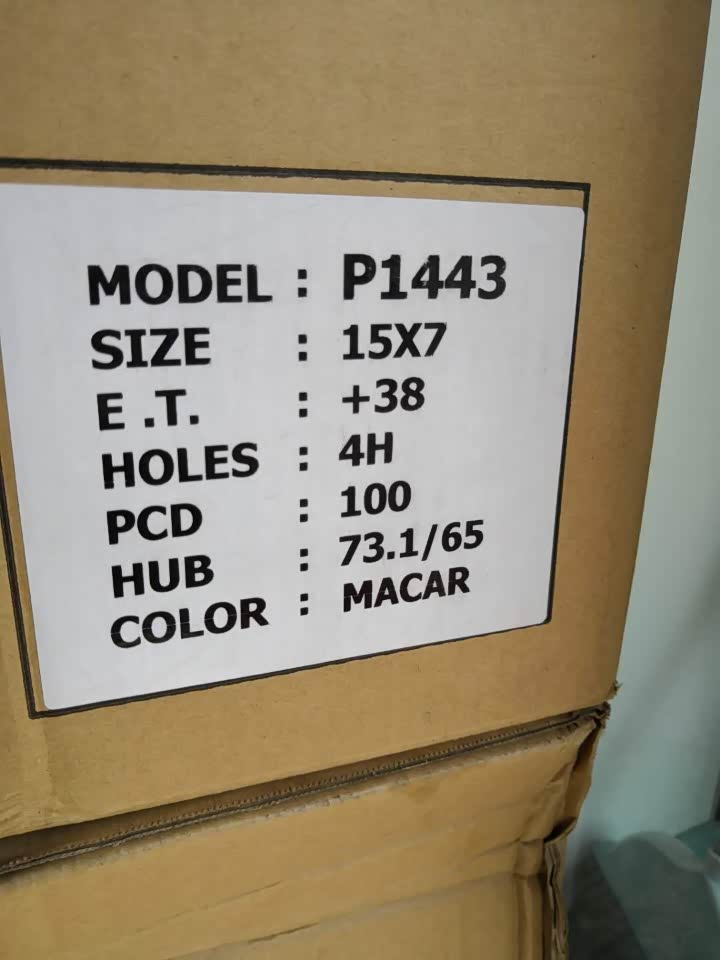 MODEL : P1443
SIZE : 15X7
E .T. : +38
HOLES : 4H
PCD : 100
HUB : 73.1/65
COLOR : MACAR